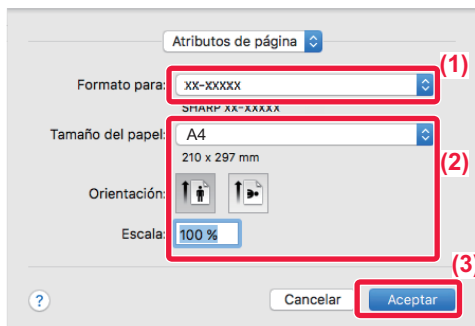 Atributos de página
(1)
Formato para: xx-xxxxx
SHARP xx-xxxxx
Tamaño del papel: A4
210 x 297 mm
(2)
Orientación:
Escala: 100 %
(3)
? Cancelar Aceptar